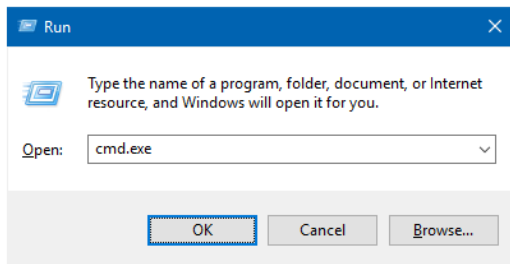 Run
Type the name of a program, folder, document, or Internet
resource, and Windows will open it for you.
Open: cmd.exe
OK Cancel Browse...